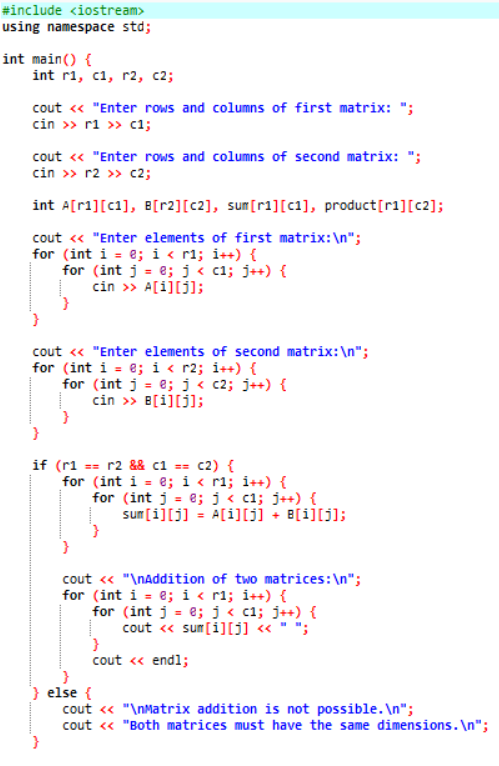 #include <iostream>
using namespace std;

int main() {
    int r1, c1, r2, c2;

    cout << "Enter rows and columns of first matrix: ";
    cin >> r1 >> c1;

    cout << "Enter rows and columns of second matrix: ";
    cin >> r2 >> c2;

    int A[r1][c1], B[r2][c2], sum[r1][c1], product[r1][c2];

    cout << "Enter elements of first matrix:\n";
    for (int i = 0; i < r1; i++) {
        for (int j = 0; j < c1; j++) {
            cin >> A[i][j];
        }
    }

    cout << "Enter elements of second matrix:\n";
    for (int i = 0; i < r2; i++) {
        for (int j = 0; j < c2; j++) {
            cin >> B[i][j];
        }
    }

    if (r1 == r2 && c1 == c2) {
        for (int i = 0; i < r1; i++) {
            for (int j = 0; j < c1; j++) {
                sum[i][j] = A[i][j] + B[i][j];
            }
        }

        cout << "\nAddition of two matrices:\n";
        for (int i = 0; i < r1; i++) {
            for (int j = 0; j < c1; j++) {
                cout << sum[i][j] << " ";
            }
            cout << endl;
        }
    } else {
        cout << "\nMatrix addition is not possible.\n";
        cout << "Both matrices must have the same dimensions.\n";
    }